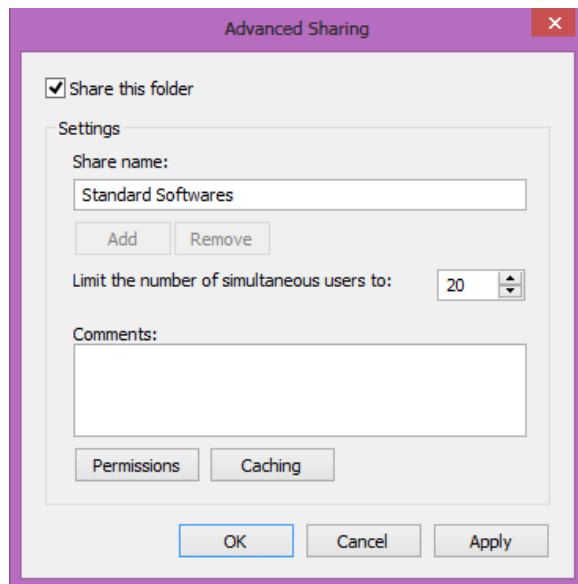 Advanced Sharing
Share this folder
Settings
Share name:
Standard Softwares
Add Remove
Limit the number of simultaneous users to: 20
Comments:
Permissions Caching
OK Cancel Apply